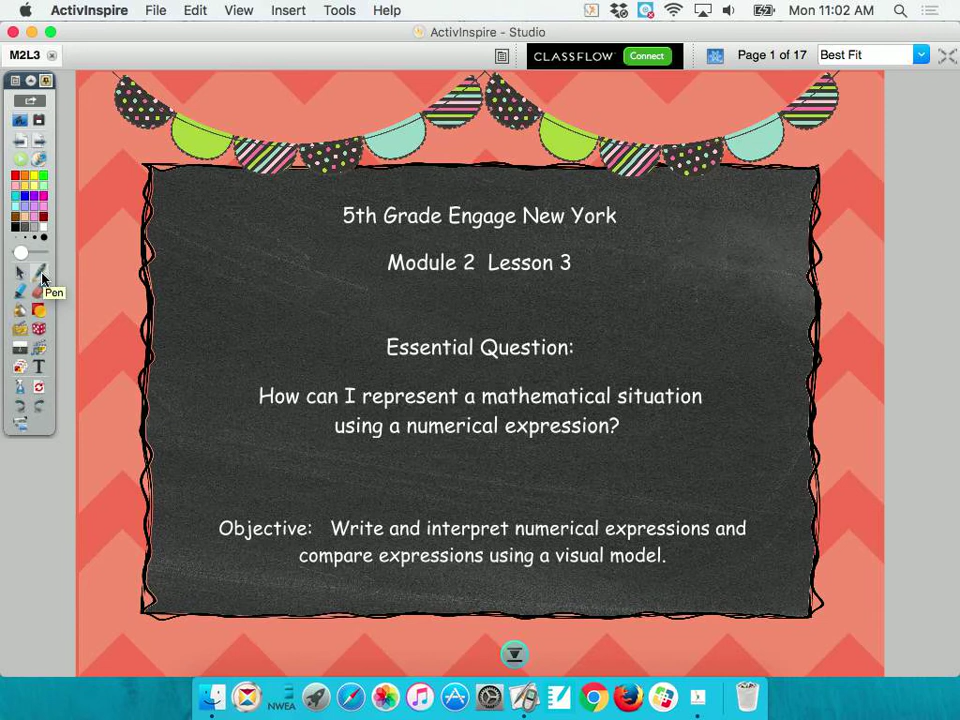 ActivInspire File Edit View Insert Tools Help Mon 11:02 AM
ActivInspire - Studio
M2L3 CLASSFLOW Connect Page 1 of 17 Best Fit
5th Grade Engage New York
Module 2 Lesson 3
Pen
Essential Question:
How can I represent a mathematical situation
using a numerical expression?
Objective: Write and interpret numerical expressions and
compare expressions using a visual model.
NWEA